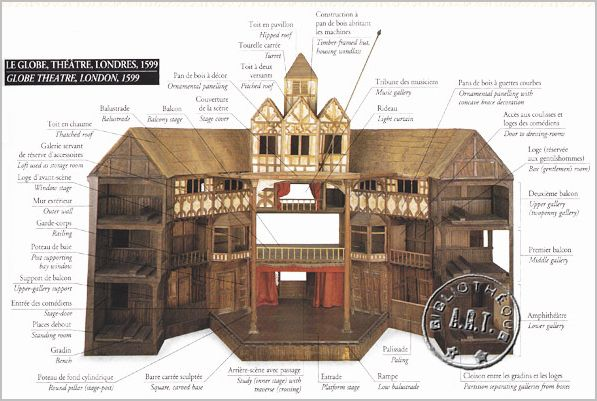 LE GLOBE, THÉÂTRE, LONDRES, 1599
GLOBE THEATRE, LONDON, 1599
Toit en pavillon
Hipped roof
Tourelle carrée
Turret
Toit à deux
versants
Pitched roof
Construction à
pan de bois abritant
les machines
Timber framed hut,
housing windlass
Pan de bois à décor
Ornamental panelling
Couverture
de la scène
Stage cover
Balcon
Balcony stage
Balustrade
Balustrade
Toit en chaume
Thatched roof
Galerie servant
de réserve d'accessoires
Loft used as storage room
Loge d'avant-scène
Window stage
Mur extérieur
Outer wall
Garde-corps
Railing
Poteau de baie
Post supporting
bay window
Support de balcon
Upper-gallery support
Entrée des comédiens
Stage-door
Places debout
Standing room
Gradin
Bench
Poteau de fond cylindrique
Round pillar (stage-post)
Barre carrée sculptée
Square, carved base
Arrière-scène avec passage
Study (inner stage) with
traverse (crossing)
Estrade
Platform stage
Rampe
Low balustrade
Palissade
Paling
Cloison entre les gradins et les loges
Partition separating galleries from boxes
Tribune des musiciens
Music gallery
Rideau
Light curtain
Pans de bois à guettes courbes
Ornamental panelling with
concave brace decoration
Accès aux coulisses et
loges des comédiens
Door to dressing-rooms
Loge (réservée
aux gentilshommes)
Box (gentlemen's room)
Deuxième balcon
Upper gallery
(twopenny gallery)
Premier balcon
Middle gallery
Amphithéâtre
Lower gallery
BIBLIOTHÈQUE
A.R.T.